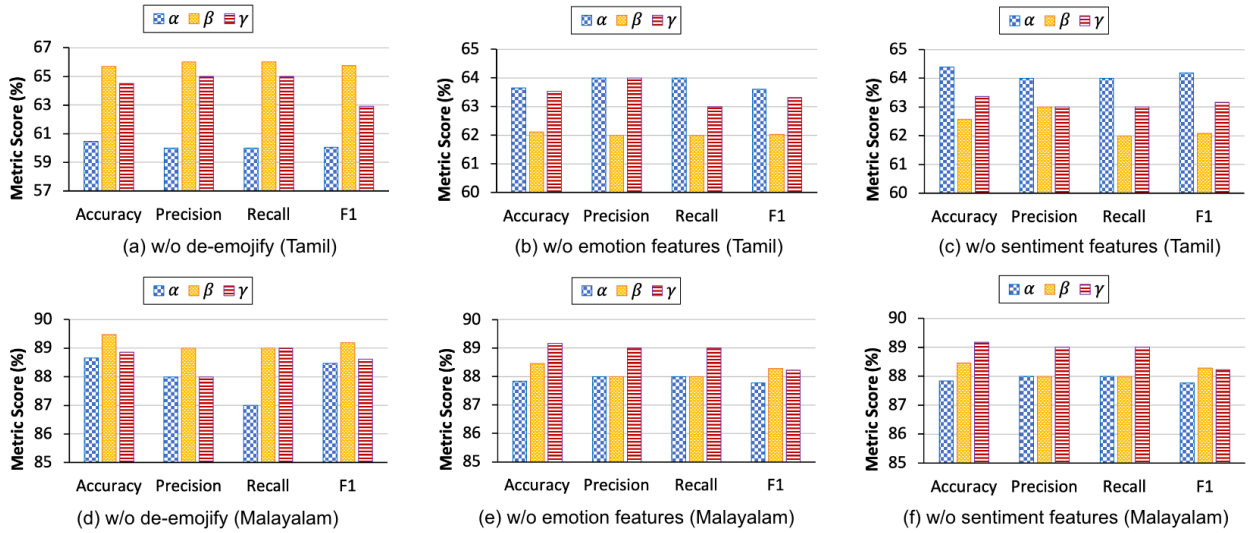 α β γ
Metric Score (%)
67
65
63
61
59
57
Accuracy Precision Recall F1
(a) w/o de-emojify (Tamil)
α β γ
Metric Score (%)
65
64
63
62
61
60
Accuracy Precision Recall F1
(b) w/o emotion features (Tamil)
α β γ
Metric Score (%)
65
64
63
62
61
60
Accuracy Precision Recall F1
(c) w/o sentiment features (Tamil)
α β γ
Metric Score (%)
90
89
88
87
86
85
Accuracy Precision Recall F1
(d) w/o de-emojify (Malayalam)
α β γ
Metric Score (%)
90
89
88
87
86
85
Accuracy Precision Recall F1
(e) w/o emotion features (Malayalam)
α β γ
Metric Score (%)
90
89
88
87
86
85
Accuracy Precision Recall F1
(f) w/o sentiment features (Malayalam)